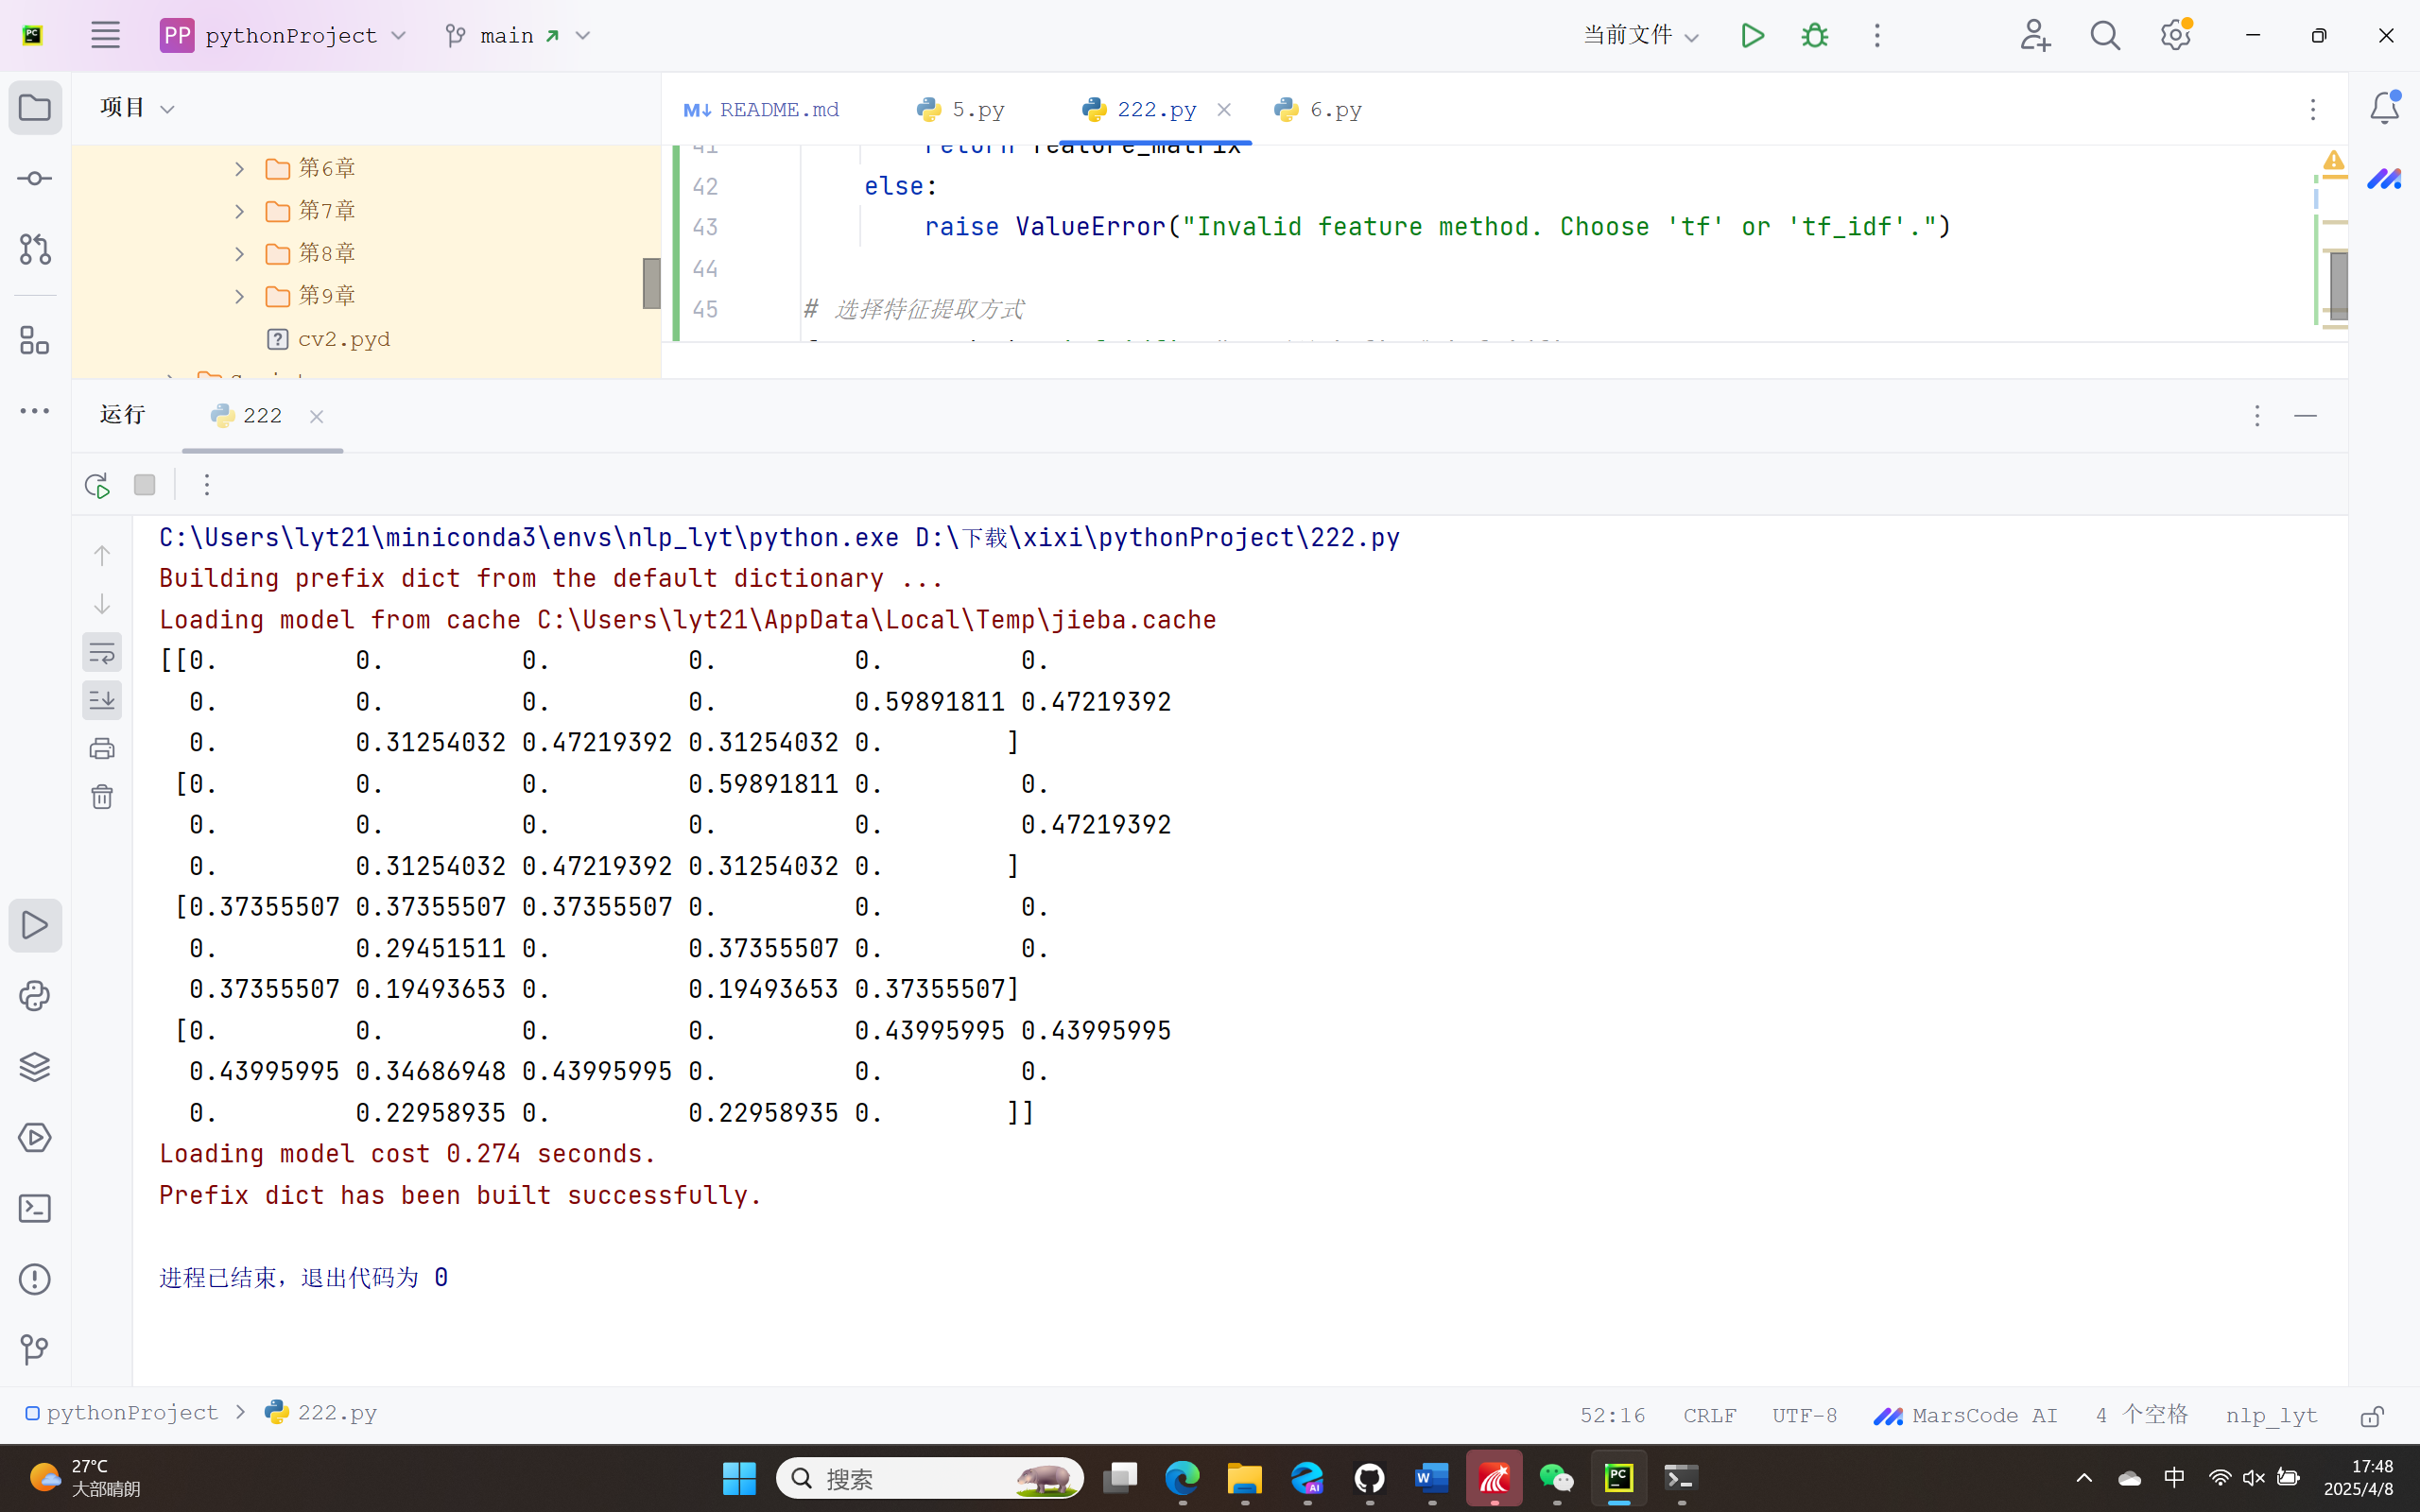 PP pythonProject main 当前文件
项目
README.md 5.py 222.py 6.py
第6章
第7章
第8章
第9章
cv2.pyd
41 return feature_matrix
42 else:
43 raise ValueError("Invalid feature method. Choose 'tf' or 'tf_idf'.")
44
45 # 选择特征提取方式
运行 222
C:\Users\lyt21\miniconda3\envs\nlp_lyt\python.exe D:\下载\xixi\pythonProject\222.py
Building prefix dict from the default dictionary ...
Loading model from cache C:\Users\lyt21\AppData\Local\Temp\jieba.cache
[[0. 0. 0. 0. 0. 0.
0. 0. 0. 0. 0.59891811 0.47219392
0. 0.31254032 0.47219392 0.31254032 0. ]
[0. 0. 0. 0.59891811 0. 0.
0. 0. 0. 0. 0. 0.47219392
0. 0.31254032 0.47219392 0.31254032 0. ]
[0.37355507 0.37355507 0.37355507 0. 0. 0.
0. 0.29451511 0. 0.37355507 0. 0.
0.37355507 0.19493653 0. 0.19493653 0.37355507]
[0. 0. 0. 0. 0.43995995 0.43995995
0.43995995 0.34686948 0.43995995 0. 0. 0.
0. 0.22958935 0. 0.22958935 0. ]]
Loading model cost 0.274 seconds.
Prefix dict has been built successfully.
进程已结束，退出代码为 0
pythonProject 222.py 52:16 CRLF UTF-8 MarsCode AI 4 个空格 nlp_lyt
27°C
大部晴朗
搜索
中
17:48
2025/4/8